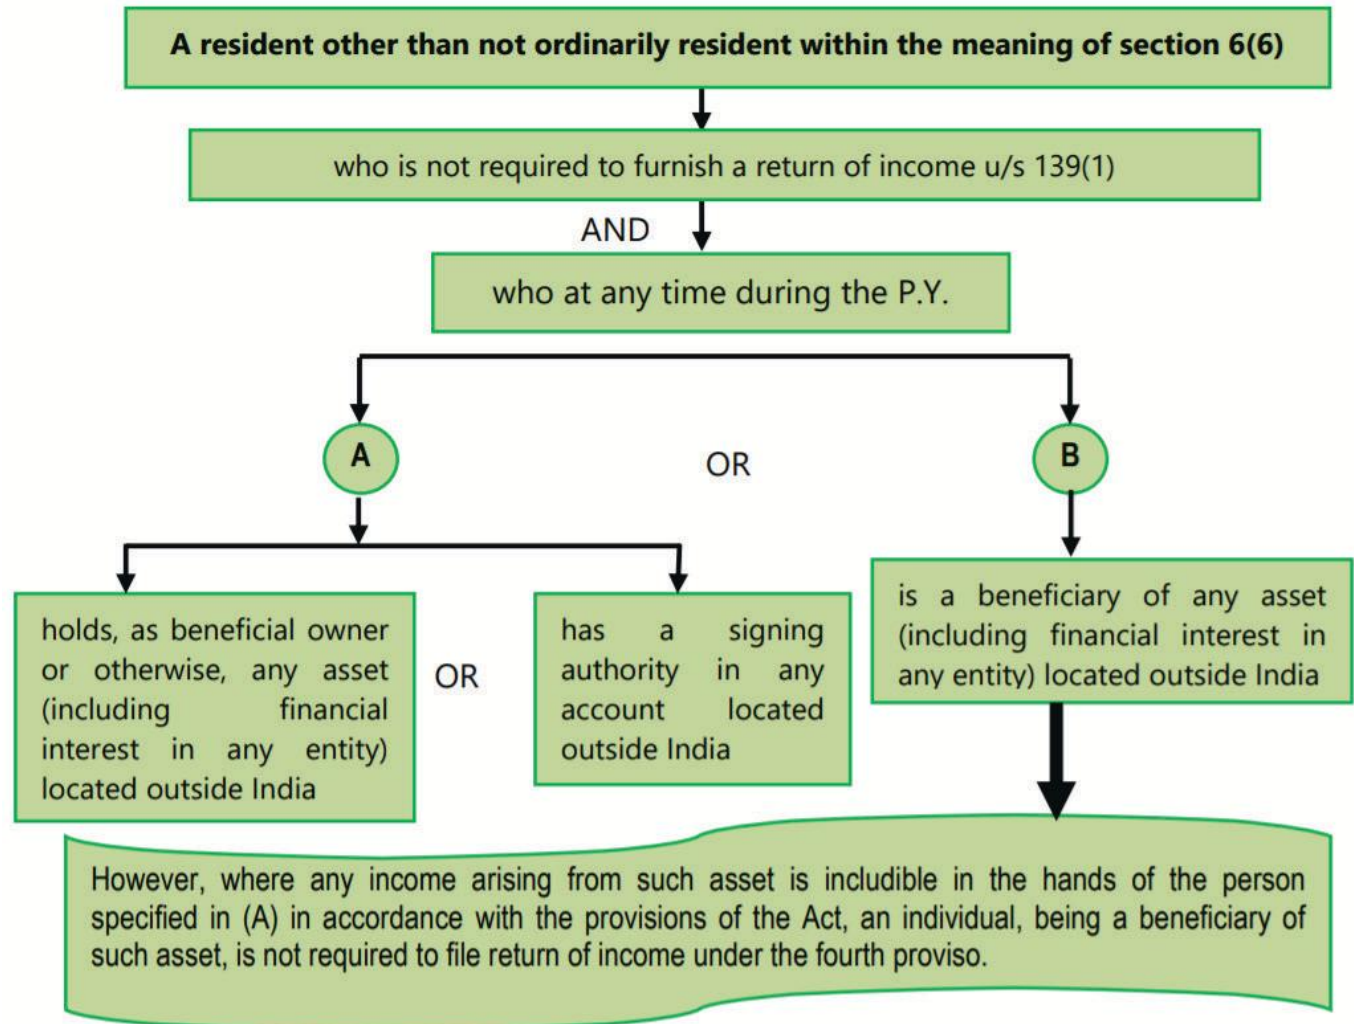 A resident other than not ordinarily resident within the meaning of section 6(6)
who is not required to furnish a return of income u/s 139(1)
AND
who at any time during the P.Y.
A
OR
B
holds, as beneficial owner
or otherwise, any asset
(including financial
interest in any entity)
located outside India
OR
has a signing
authority in any
account located
outside India
is a beneficiary of any asset
(including financial interest in
any entity) located outside India
However, where any income arising from such asset is includible in the hands of the person
specified in (A) in accordance with the provisions of the Act, an individual, being a beneficiary of
such asset, is not required to file return of income under the fourth proviso.